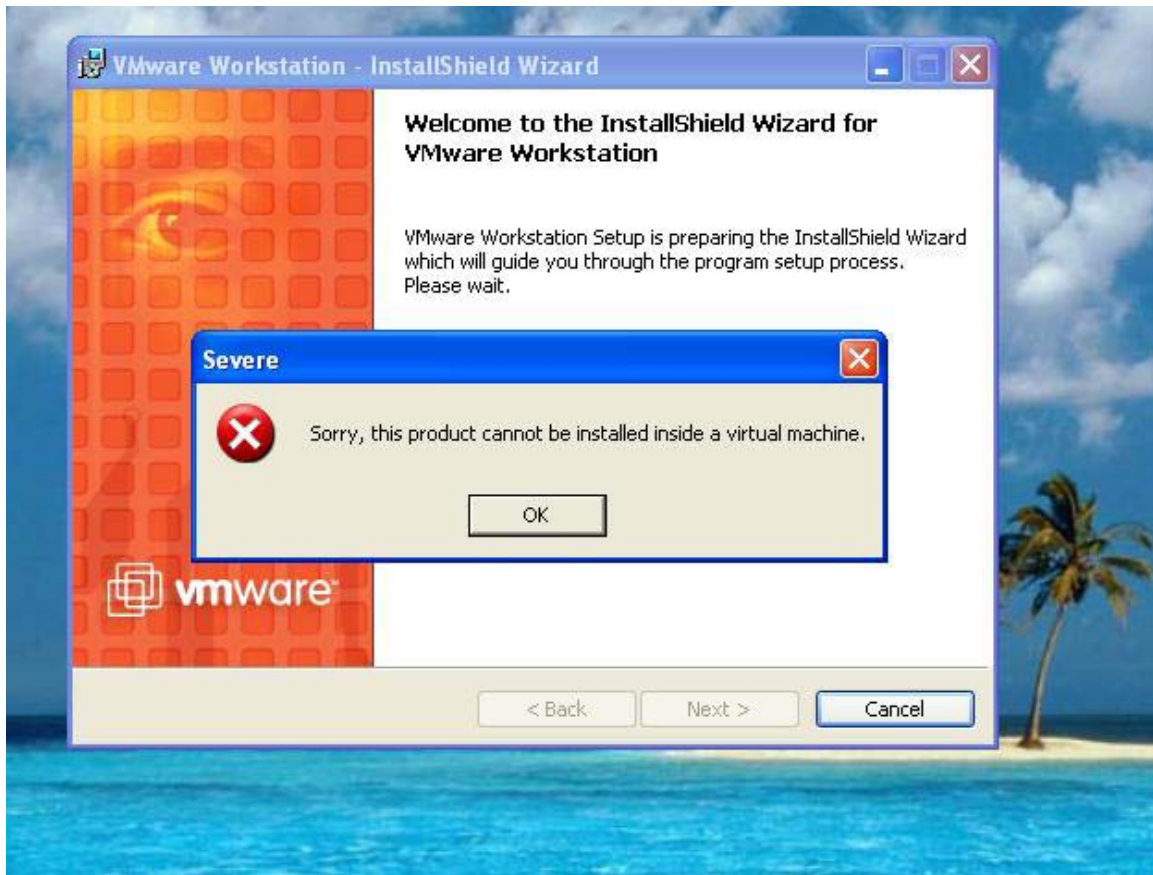 VMware Workstation - InstallShield Wizard
Welcome to the InstallShield Wizard for
VMware Workstation
VMware Workstation Setup is preparing the InstallShield Wizard
which will guide you through the program setup process.
Please wait.
Severe
Sorry, this product cannot be installed inside a virtual machine.
OK
vmware
< Back
Next >
Cancel